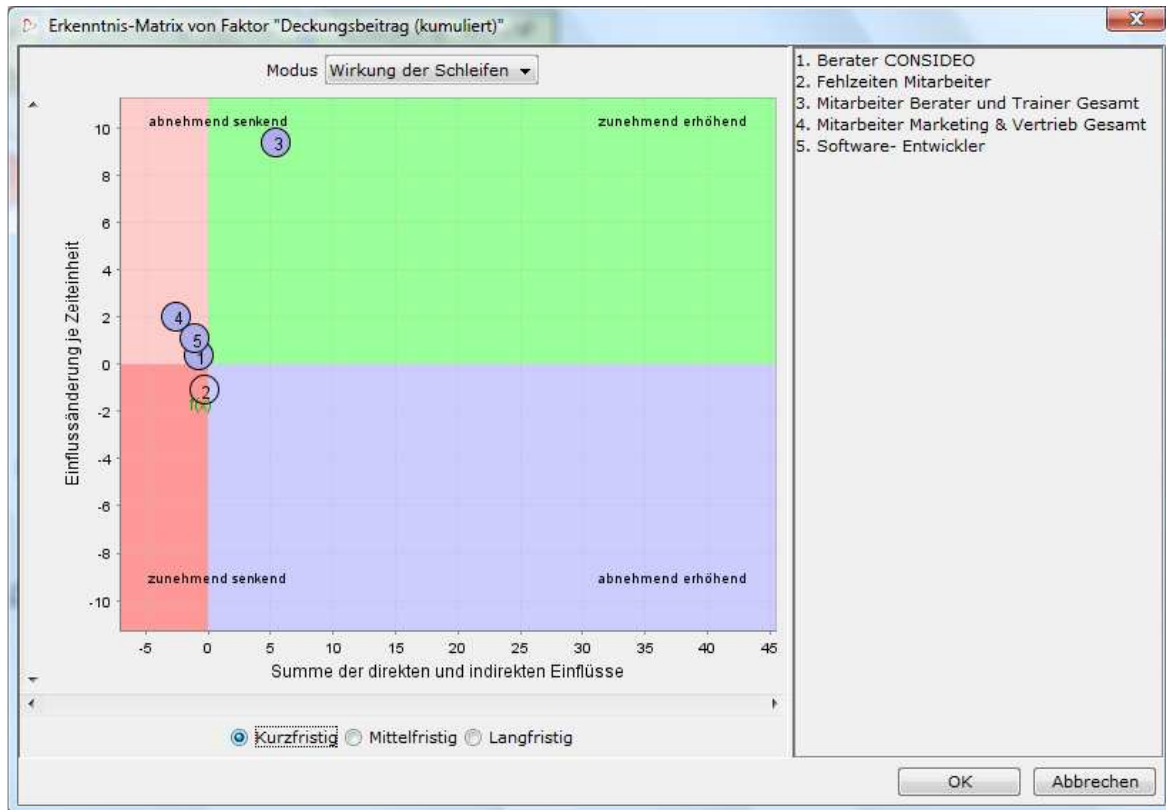 Erkenntnis-Matrix von Faktor "Deckungsbeitrag (kumuliert)"
Modus Wirkung der Schleifen
1. Berater CONSIDEO
2. Fehlzeiten Mitarbeiter
3. Mitarbeiter Berater und Trainer Gesamt
4. Mitarbeiter Marketing & Vertrieb Gesamt
5. Software- Entwickler
abnehmend senkend
zunehmend erhöhend
Einflussänderung je Zeiteinheit
10
8
6
4
2
0
-2
-4
-6
-8
-10
3
4
5
1
2
f(x)
zunehmend senkend
abnehmend erhöhend
-5 0 5 10 15 20 25 30 35 40 45
Summe der direkten und indirekten Einflüsse
Kurzfristig Mittelfristig Langfristig
OK Abbrechen